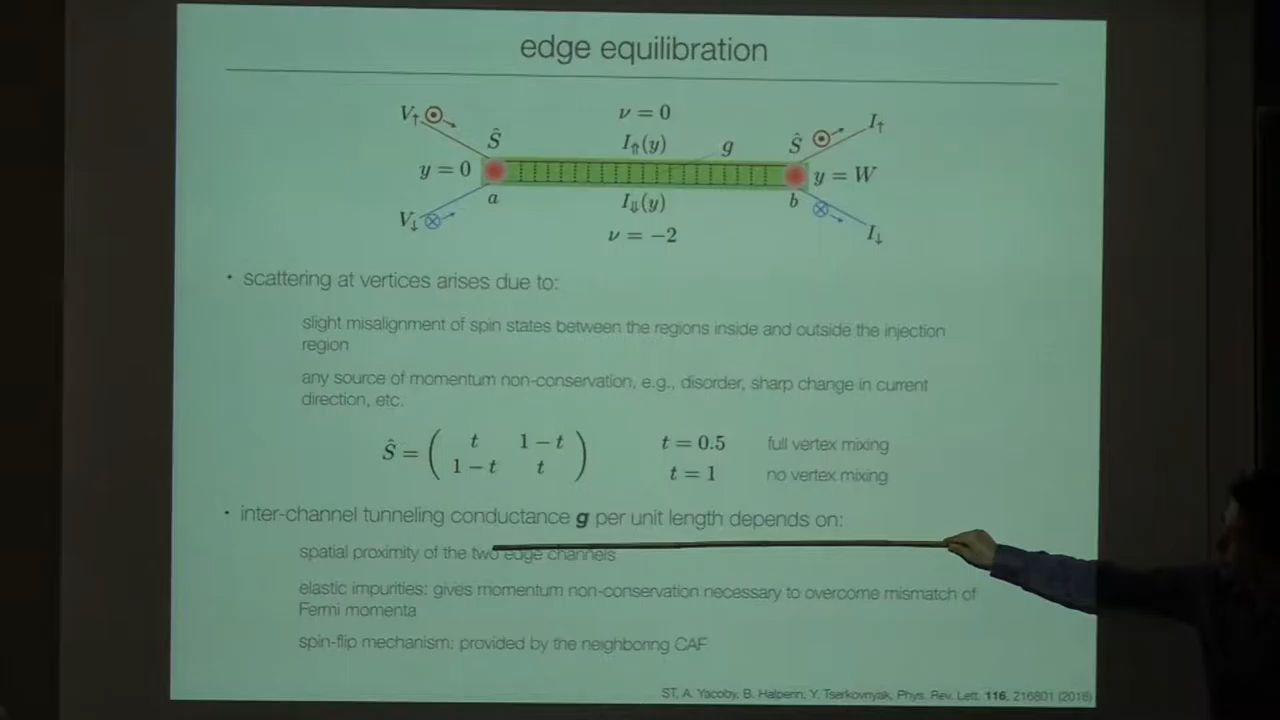 edge equilibration
V↑
Ŝ
ν = 0
I⇑(y)
g
Ŝ
I↑
y = 0
y = W
a
I⇓(y)
b
V↓
ν = −2
I↓
• scattering at vertices arises due to:
slight misalignment of spin states between the regions inside and outside the injection
region
any source of momentum non-conservation, e.g., disorder, sharp change in current
direction, etc.
t 1 − t t = 0.5 full vertex mixing
Ŝ =
1 − t t t = 1 no vertex mixing
• inter-channel tunneling conductance g per unit length depends on:
spatial proximity of the two edge channels
elastic impurities: gives momentum non-conservation necessary to overcome mismatch of
Fermi momenta
spin-flip mechanism: provided by the neighboring CAF
ST, A. Yacoby, B. Halperin, Y. Tserkovnyak, Phys. Rev. Lett. 116, 216801 (2016)